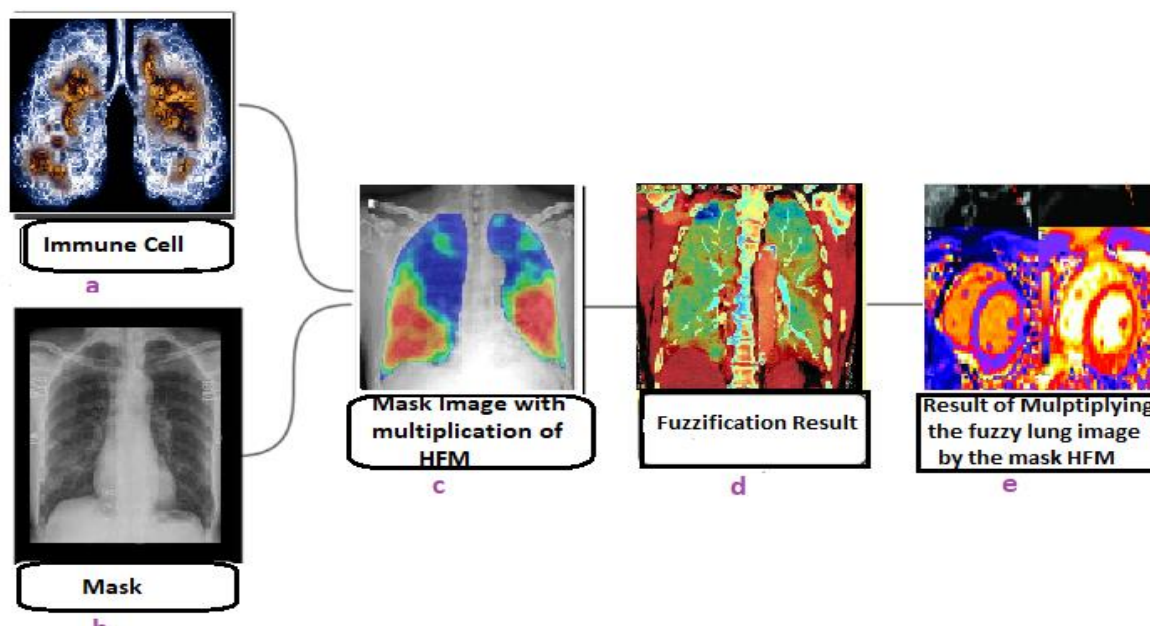 Immune Cell
a
Mask
b
Mask Image with
multiplication of
HFM
c
Fuzzification Result
d
Result of Mulptiplying
the fuzzy lung image
by the mask HFM
e